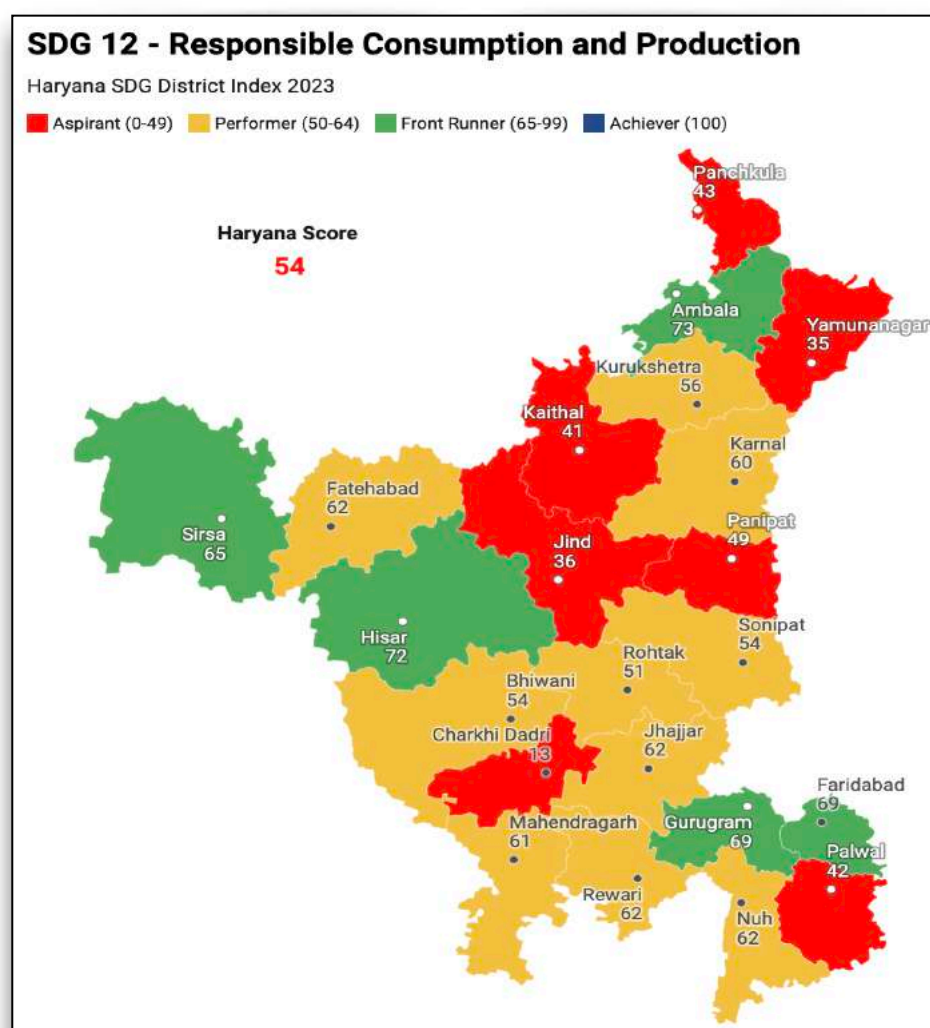 SDG 12 - Responsible Consumption and Production
Haryana SDG District Index 2023
Aspirant (0-49) Performer (50-64) Front Runner (65-99) Achiever (100)
Haryana Score
54
Panchkula
43
Ambala
73
Yamunanagar
35
Kurukshetra
56
Kaithal
41
Karnal
60
Fatehabad
62
Sirsa
65
Panipat
49
Jind
36
Hisar
72
Sonipat
54
Rohtak
51
Bhiwani
54
Charkhi Dadri
13
Jhajjar
62
Faridabad
69
Gurugram
69
Mahendragarh
61
Palwal
42
Rewari
62
Nuh
62